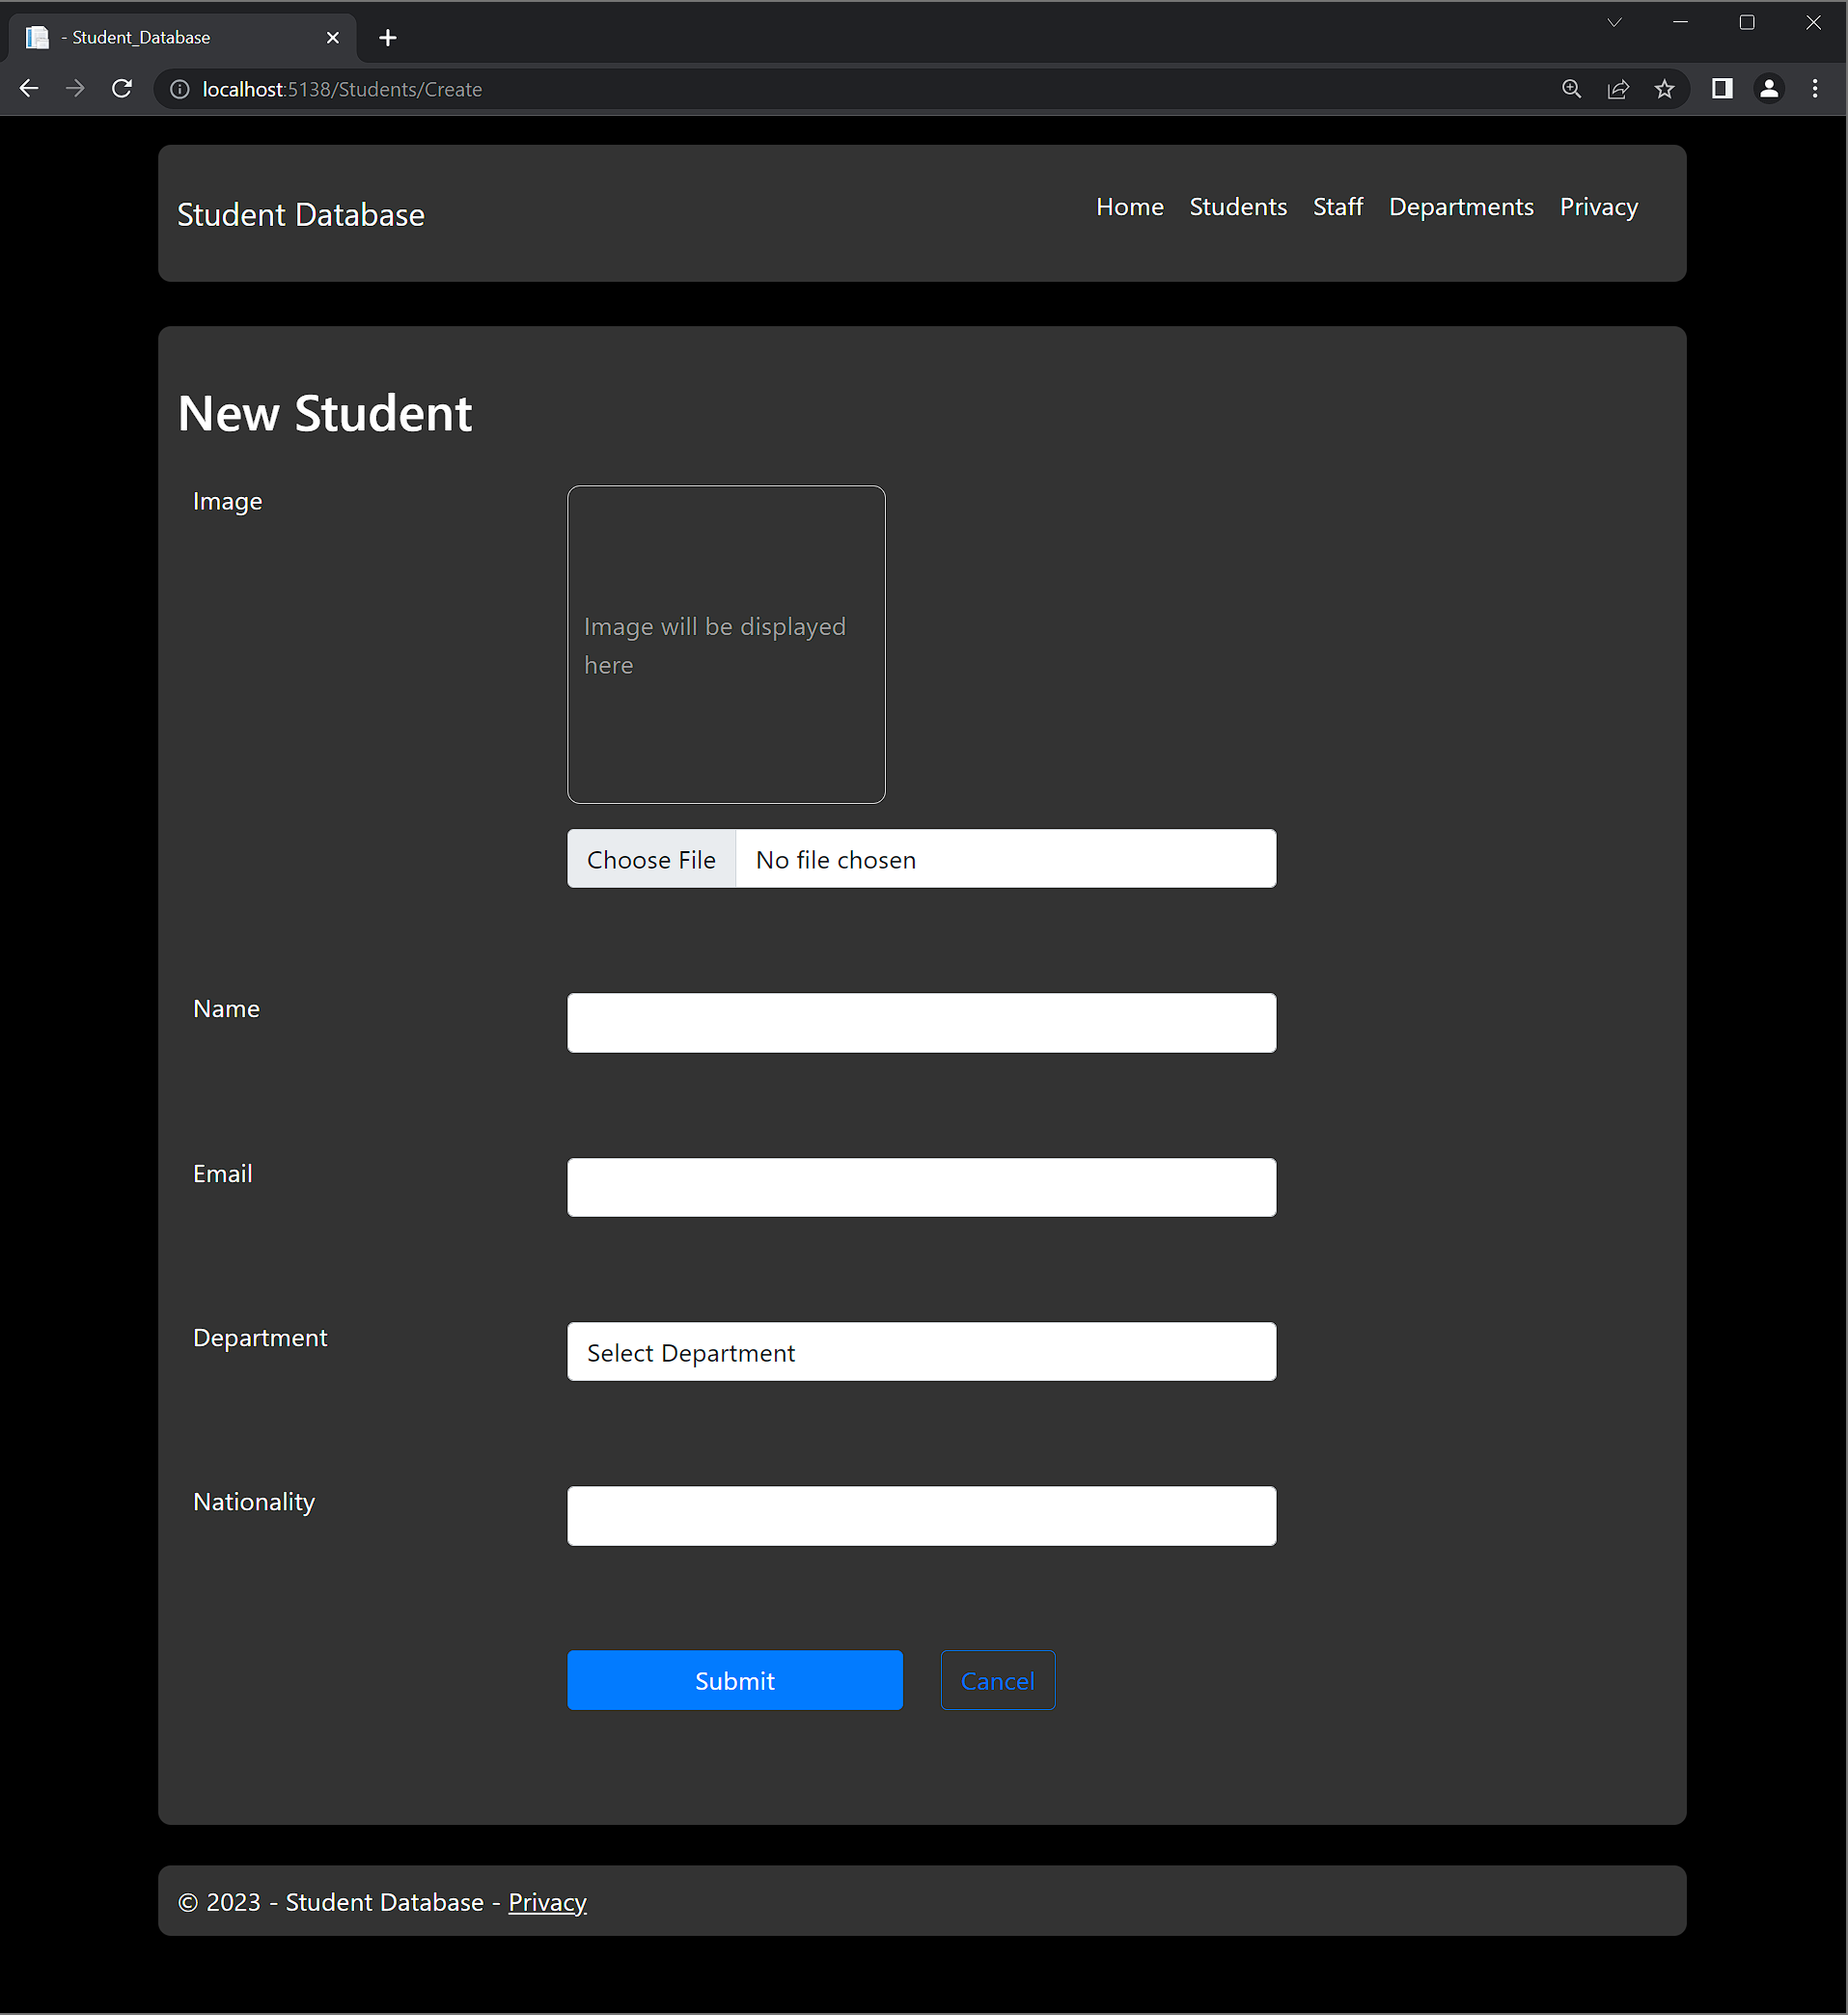 - Student_Database
localhost:5138/Students/Create
Student Database
Home Students Staff Departments Privacy
New Student
Image
Image will be displayed
here
Choose File No file chosen
Name
Email
Department
Select Department
Nationality
Submit Cancel
© 2023 - Student Database - Privacy